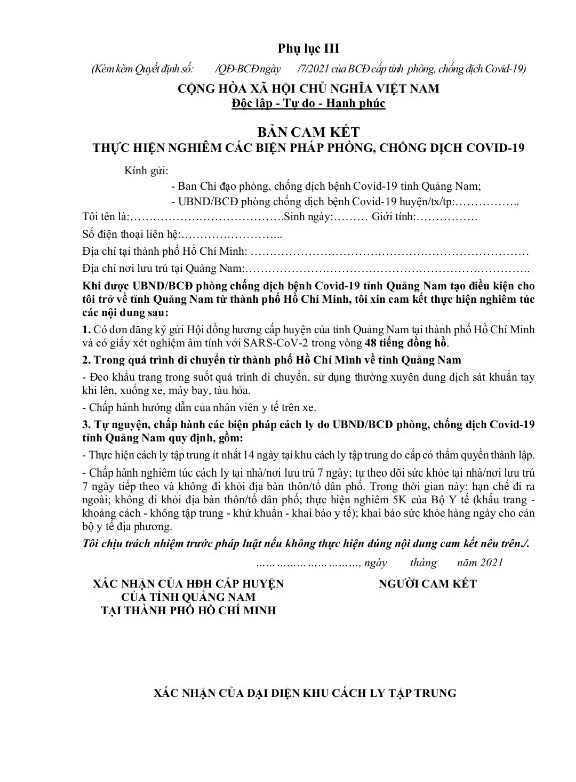 Phụ lục III
(Kèm kèm Quyết định số: /QĐ-BCĐ ngày /7/2021 của BCĐ cấp tỉnh phòng, chống dịch Covid-19)
CỘNG HÒA XÃ HỘI CHỦ NGHĨA VIỆT NAM
Độc lập - Tự do - Hạnh phúc
BẢN CAM KẾT
THỰC HIỆN NGHIÊM CÁC BIỆN PHÁP PHÒNG, CHỐNG DỊCH COVID-19
Kính gửi:
- Ban Chỉ đạo phòng, chống dịch bệnh Covid-19 tỉnh Quảng Nam;
- UBND/BCĐ phòng chống dịch bệnh Covid-19 huyện/tx/tp:……………..
Tôi tên là:……………………………….Sinh ngày:……… Giới tính:……………
Số điện thoại liên hệ:……………………..
Địa chỉ tại thành phố Hồ Chí Minh: ……………………………………………………
Địa chỉ nơi lưu trú tại Quảng Nam:…………………………………………………….
Khi được UBND/BCĐ phòng chống dịch bệnh Covid-19 tỉnh Quảng Nam tạo điều kiện cho
tôi trở về tỉnh Quảng Nam từ thành phố Hồ Chí Minh, tôi xin cam kết thực hiện nghiêm túc
các nội dung sau:
1. Có đơn đăng ký gửi Hội đồng hương cấp huyện của tỉnh Quảng Nam tại thành phố Hồ Chí Minh
và có giấy xét nghiệm âm tính với SARS-CoV-2 trong vòng 48 tiếng đồng hồ.
2. Trong quá trình di chuyển từ thành phố Hồ Chí Minh về tỉnh Quảng Nam
- Đeo khẩu trang trong suốt quá trình di chuyển, sử dụng thường xuyên dung dịch sát khuẩn tay
khi lên, xuống xe, máy bay, tàu hỏa.
- Chấp hành hướng dẫn của nhân viên y tế trên xe.
3. Tự nguyện, chấp hành các biện pháp cách ly do UBND/BCĐ phòng, chống dịch Covid-19
tỉnh Quảng Nam quy định, gồm:
- Thực hiện cách ly tập trung ít nhất 14 ngày tại khu cách ly tập trung do cấp có thẩm quyền thành lập.
- Chấp hành nghiêm túc cách ly tại nhà/nơi lưu trú 7 ngày; tự theo dõi sức khỏe tại nhà/nơi lưu trú
7 ngày tiếp theo và không đi khỏi địa bàn thôn/tổ dân phố. Trong thời gian này: hạn chế đi ra
ngoài; không đi khỏi địa bàn thôn/tổ dân phố; thực hiện nghiêm 5K của Bộ Y tế (khẩu trang -
khoảng cách - không tập trung - khử khuẩn - khai báo y tế); khai báo sức khỏe hàng ngày cho cán
bộ y tế địa phương.
Tôi chịu trách nhiệm trước pháp luật nếu không thực hiện đúng nội dung cam kết nêu trên./.
…………………………, ngày tháng năm 2021
XÁC NHẬN CỦA HĐH CẤP HUYỆN
CỦA TỈNH QUẢNG NAM
TẠI THÀNH PHỐ HỒ CHÍ MINH
NGƯỜI CAM KẾT
XÁC NHẬN CỦA ĐẠI DIỆN KHU CÁCH LY TẬP TRUNG